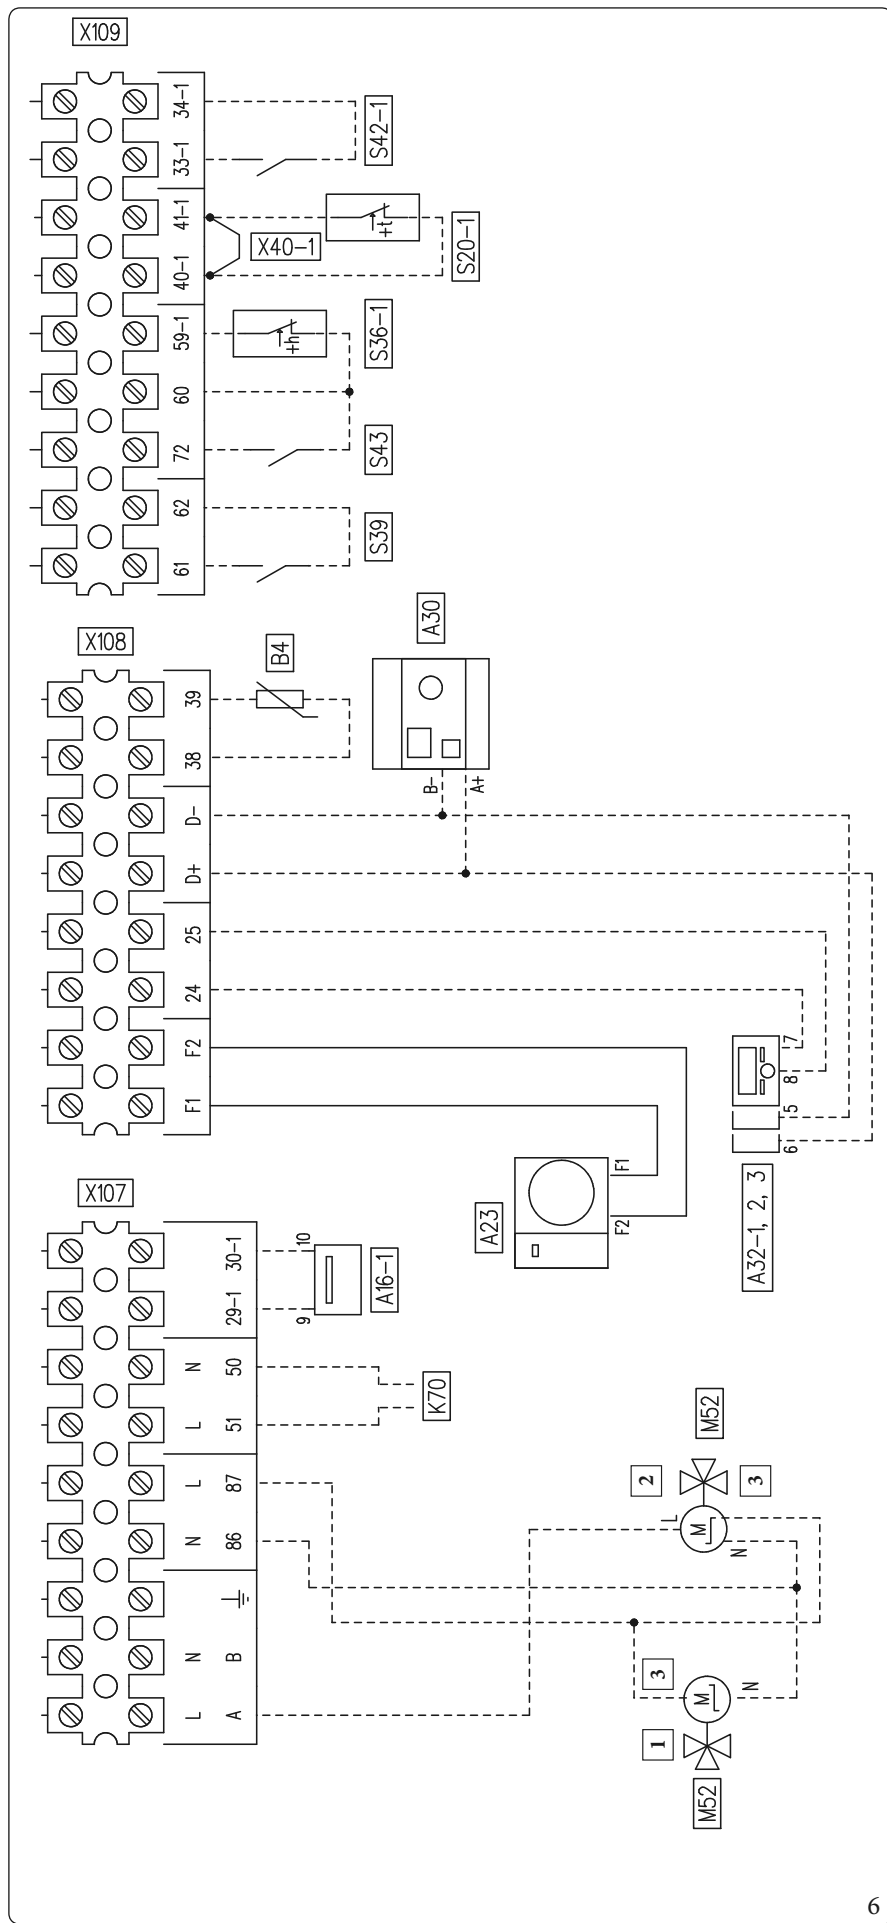 X109
34-1
33-1
41-1
40-1
59-1
60
72
62
61
S42-1
X40-1
+t
S20-1
+h
S36-1
S43
S39
X108
39
38
D-
D+
25
24
F2
F1
B4
A30
B-
A+
7
8
5
6
A32-1, 2, 3
A23
F1
F2
X107
30-1
29-1
N 50
L 51
L 87
N 86
N B
L A
10
9
A16-1
K70
M52
2
3
L
M
N
3
M
N
1
M52
6